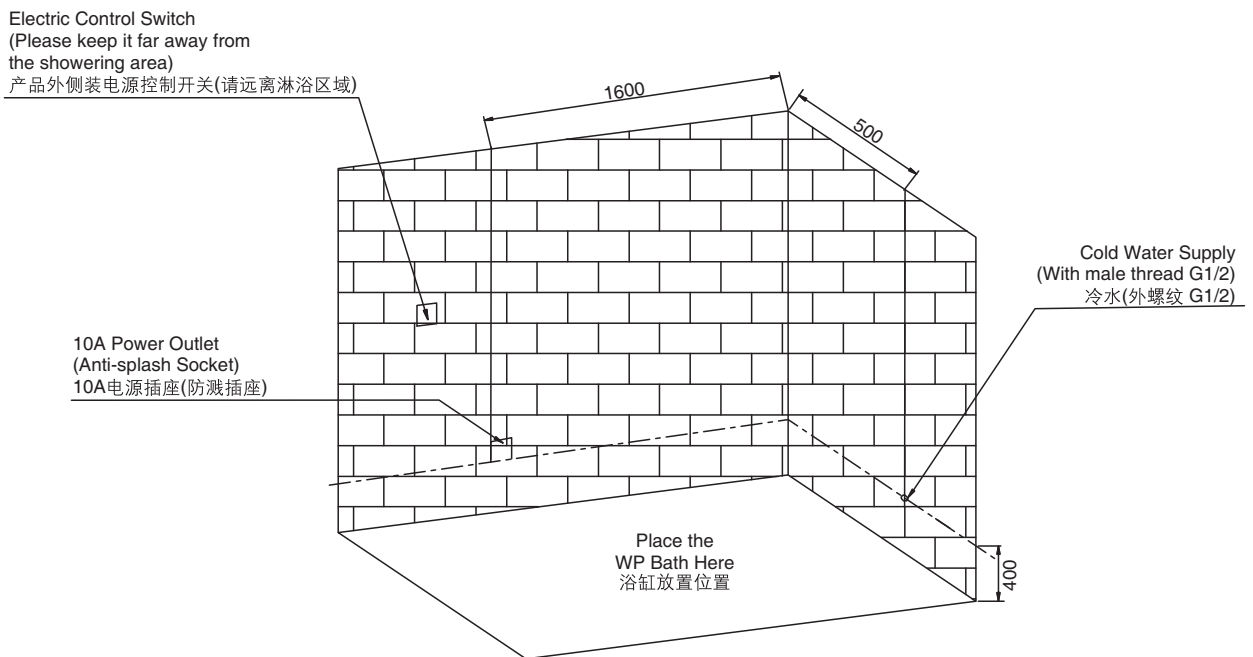 Electric Control Switch
(Please keep it far away from
the showering area)
产品外侧装电源控制开关(请远离淋浴区域)
1600
500
Cold Water Supply
(With male thread G1/2)
冷水(外螺纹 G1/2)
10A Power Outlet
(Anti-splash Socket)
10A电源插座(防溅插座)
Place the
WP Bath Here
浴缸放置位置
400